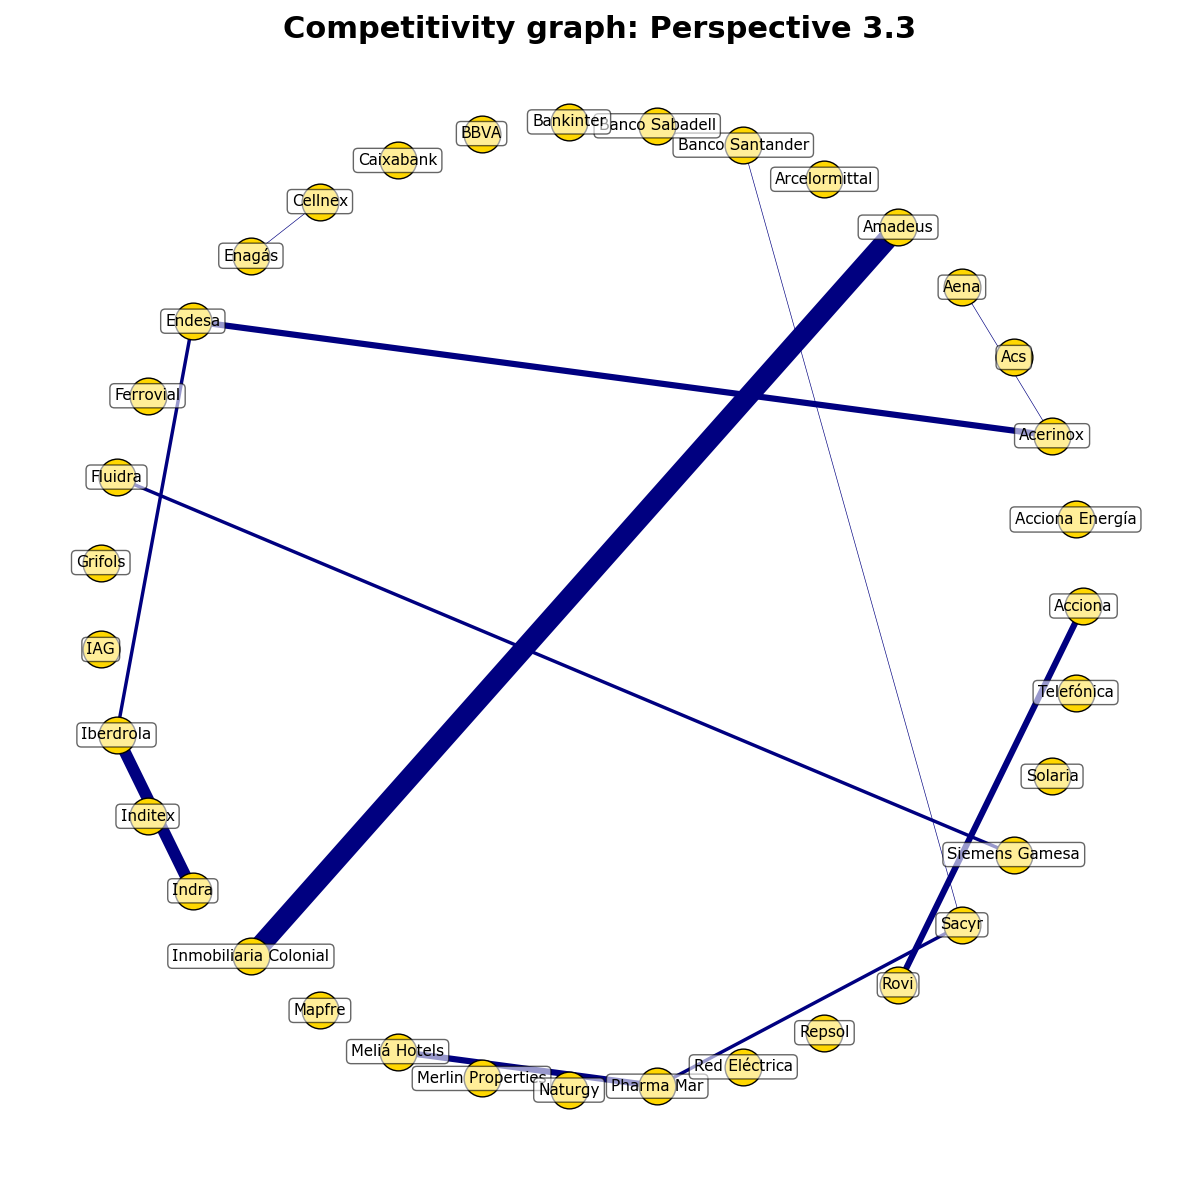 Competitivity graph: Perspective 3.3
Bankinter
Banco Sabadell
BBVA
Banco Santander
Caixabank
Arcelormittal
Cellnex
Amadeus
Enagás
Aena
Endesa
Acs
Ferrovial
Acerinox
Fluidra
Acciona Energía
Grifols
Acciona
IAG
Telefónica
Iberdrola
Solaria
Inditex
Siemens Gamesa
Indra
Sacyr
Inmobiliaria Colonial
Rovi
Mapfre
Repsol
Meliá Hotels
Red Eléctrica
Merlin Properties
Pharma Mar
Naturgy